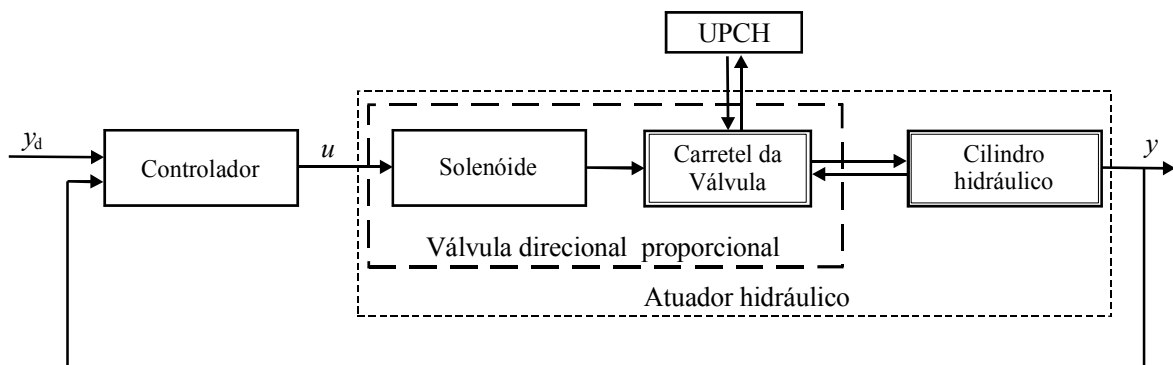 UPCH
y_d
Controlador
u
Solenóide
Carretel da
Válvula
Cilindro
hidráulico
y
Válvula direcional proporcional
Atuador hidráulico